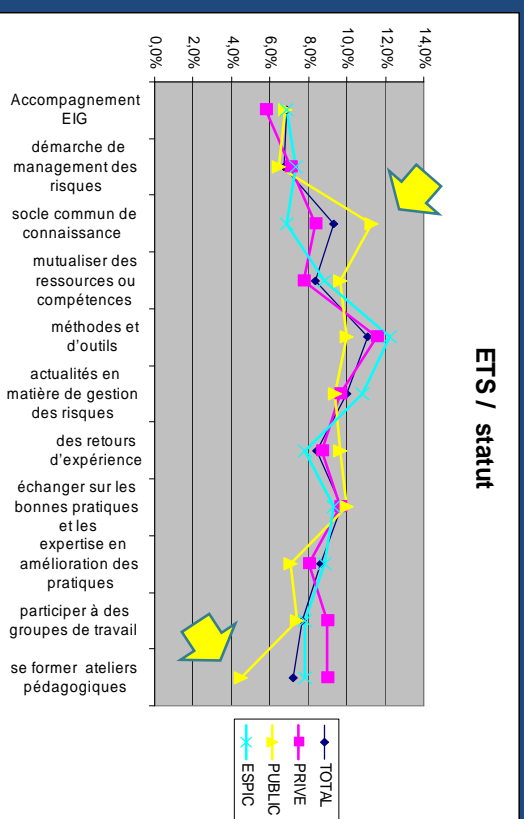 ETS / statut
14,0%
12,0%
10,0%
8,0%
6,0%
4,0%
2,0%
0,0%
Accompagnement
EIG
démarche de
management des
risques
socle commun de
connaissance
mutualiser des
ressources ou
compétences
méthodes et
d'outils
actualités en
matière de gestion
des risques
des retours
d'expérience
échanger sur les
bonnes pratiques
et les
expertise en
amélioration des
pratiques
participer à des
groupes de travail
se former ateliers
pédagogiques
TOTAL
PRIVE
PUBLIC
ESPIC